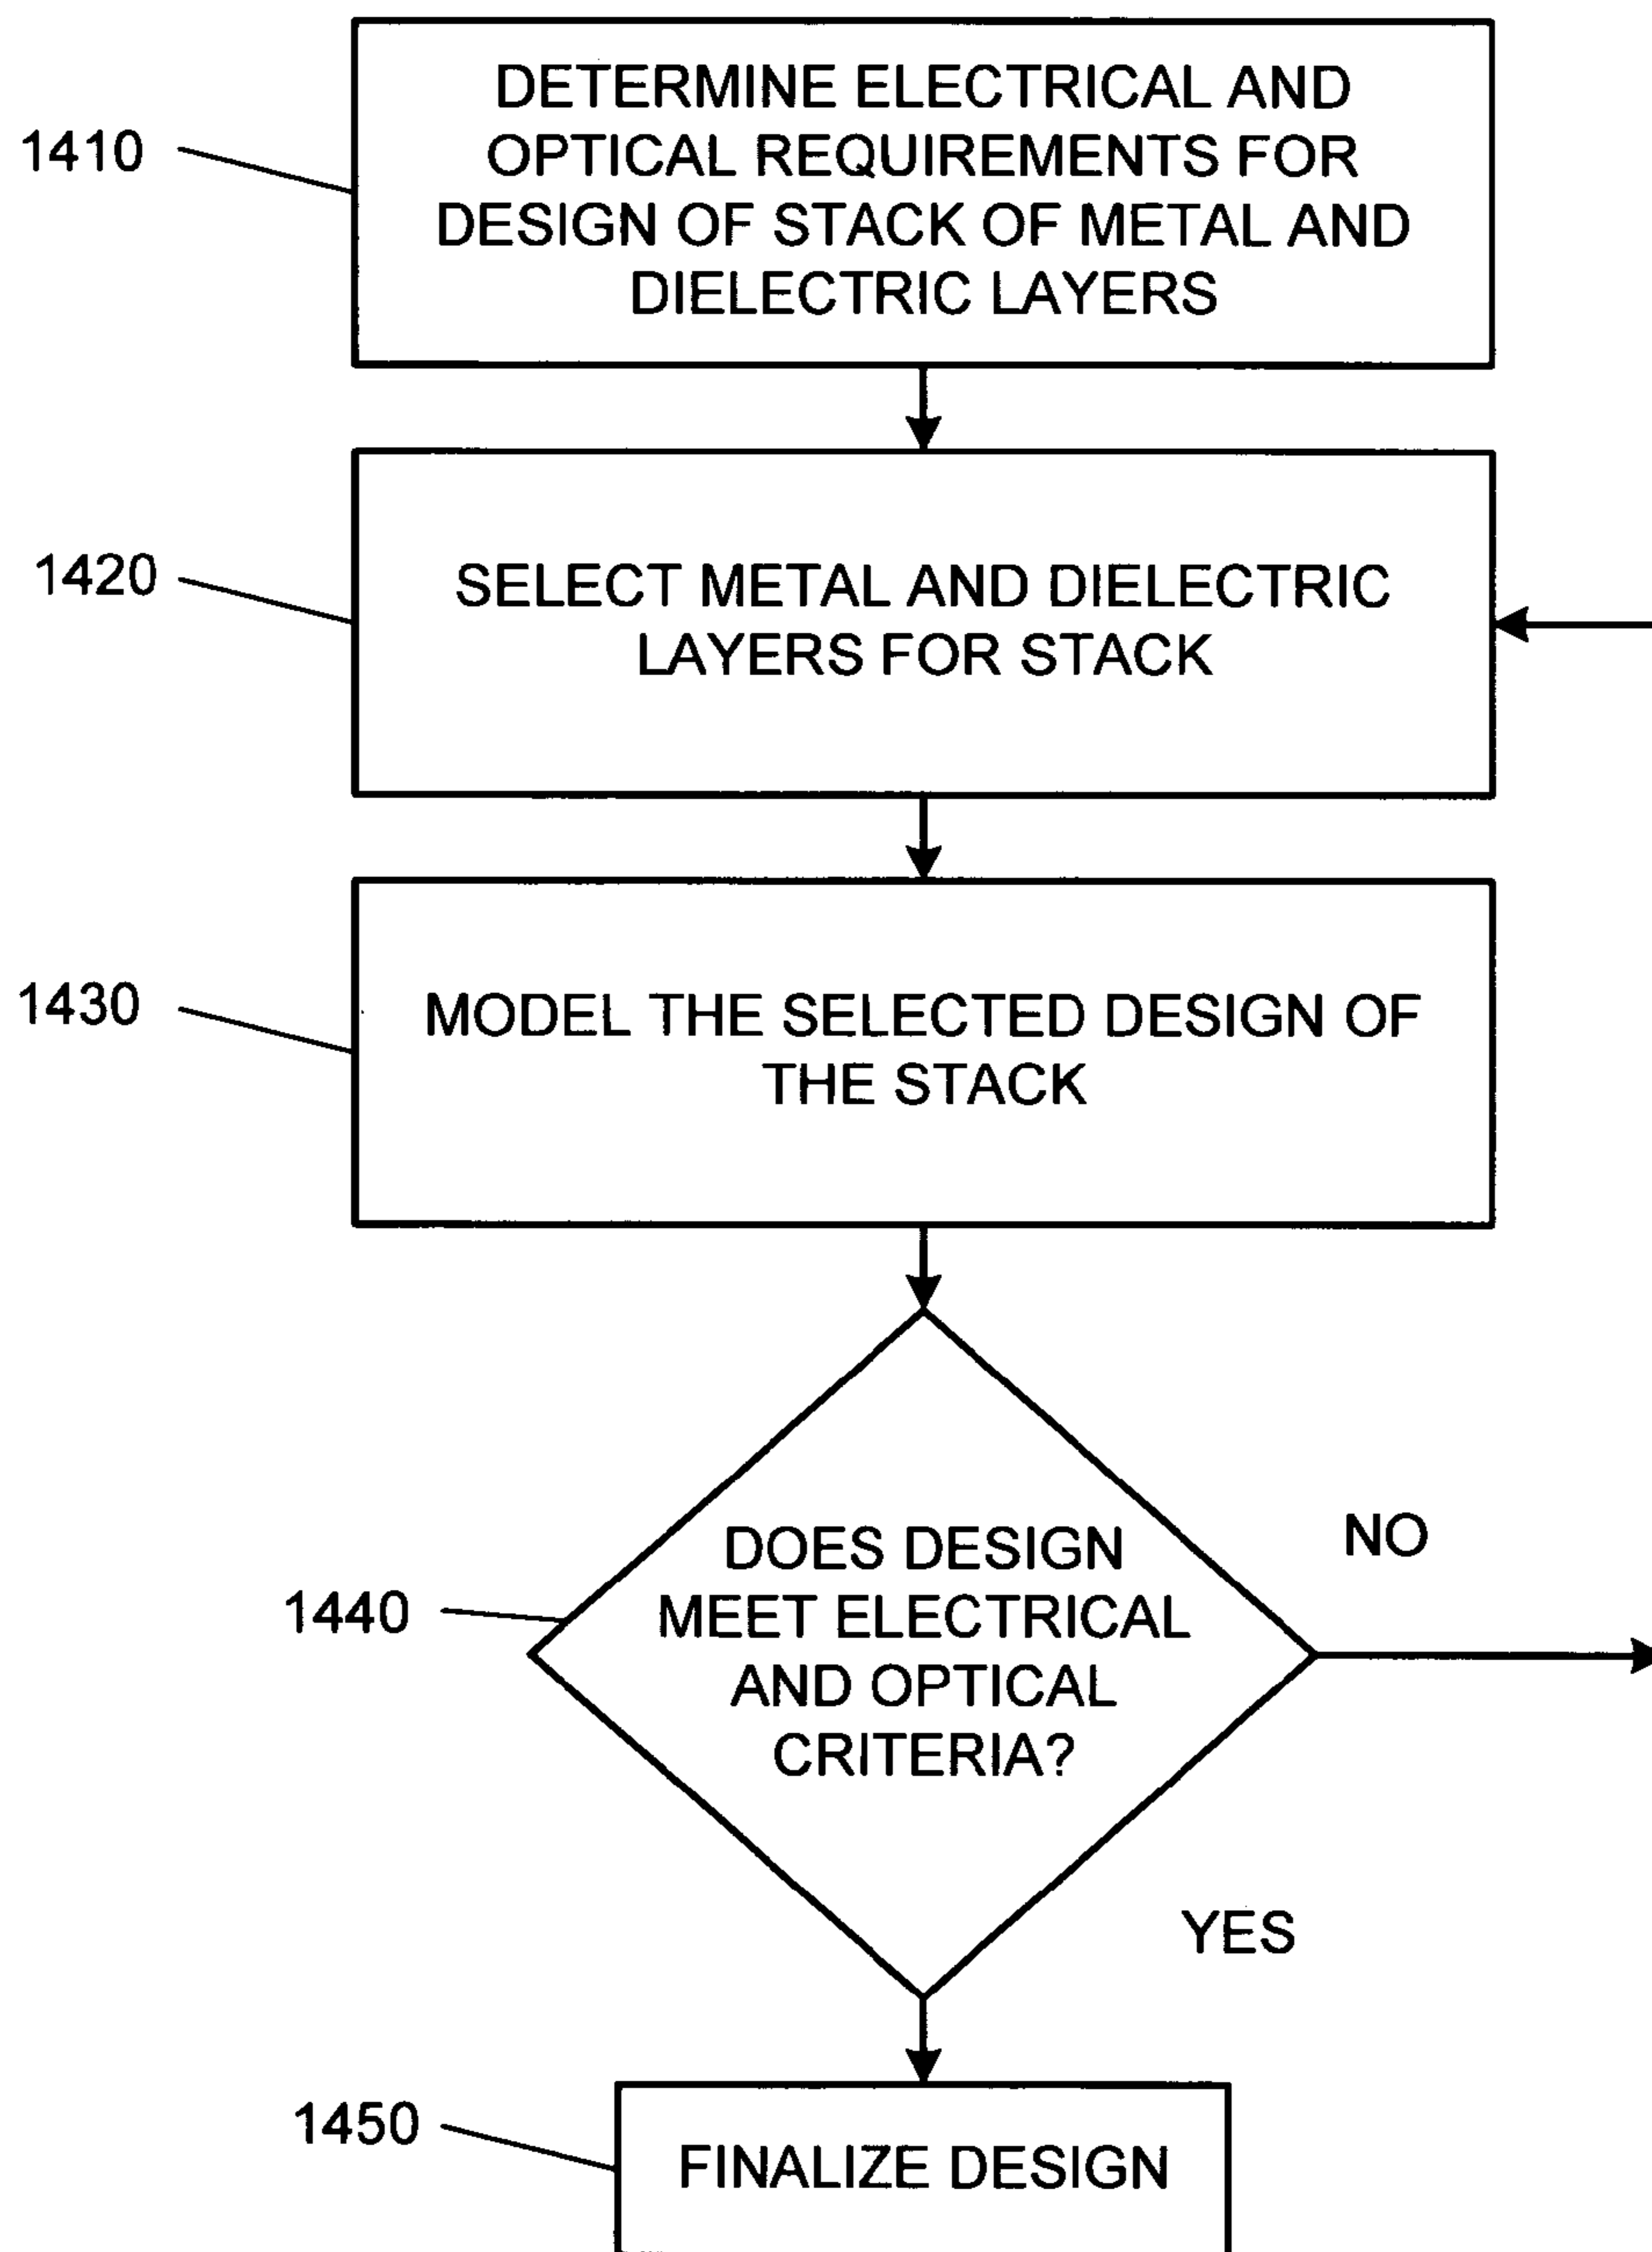 1410
DETERMINE ELECTRICAL AND
OPTICAL REQUIREMENTS FOR
DESIGN OF STACK OF METAL AND
DIELECTRIC LAYERS
1420
SELECT METAL AND DIELECTRIC
LAYERS FOR STACK
1430
MODEL THE SELECTED DESIGN OF
THE STACK
1440
DOES DESIGN
MEET ELECTRICAL
AND OPTICAL
CRITERIA?
NO
YES
1450
FINALIZE DESIGN